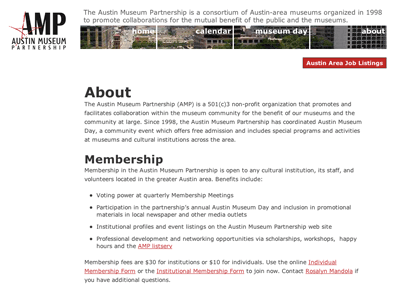 AMP
AUSTIN MUSEUM
PARTNERSHIP
The Austin Museum Partnership is a consortium of Austin-area museums organized in 1998
to promote collaborations for the mutual benefit of the public and the museums.
home calendar museum day about
Austin Area Job Listings
About
The Austin Museum Partnership (AMP) is a 501(c)3 non-profit organization that promotes and
facilitates collaboration within the museum community for the benefit of our museums and the
community at large. Since 1998, the Austin Museum Partnership has coordinated Austin Museum
Day, a community event which offers free admission and includes special programs and activities
at museums and cultural institutions across the area.
Membership
Membership in the Austin Museum Partnership is open to any cultural institution, its staff, and
volunteers located in the greater Austin area. Benefits include:
• Voting power at quarterly Membership Meetings
• Participation in the partnership's annual Austin Museum Day and inclusion in promotional
materials in local newspaper and other media outlets
• Institutional profiles and event listings on the Austin Museum Partnership web site
• Professional development and networking opportunities via scholarships, workshops, happy
hours and the AMP listserv
Membership fees are $30 for institutions or $10 for individuals. Use the online Individual
Membership Form or the Institutional Membership Form to join now. Contact Rosalyn Mandola if
you have additional questions.